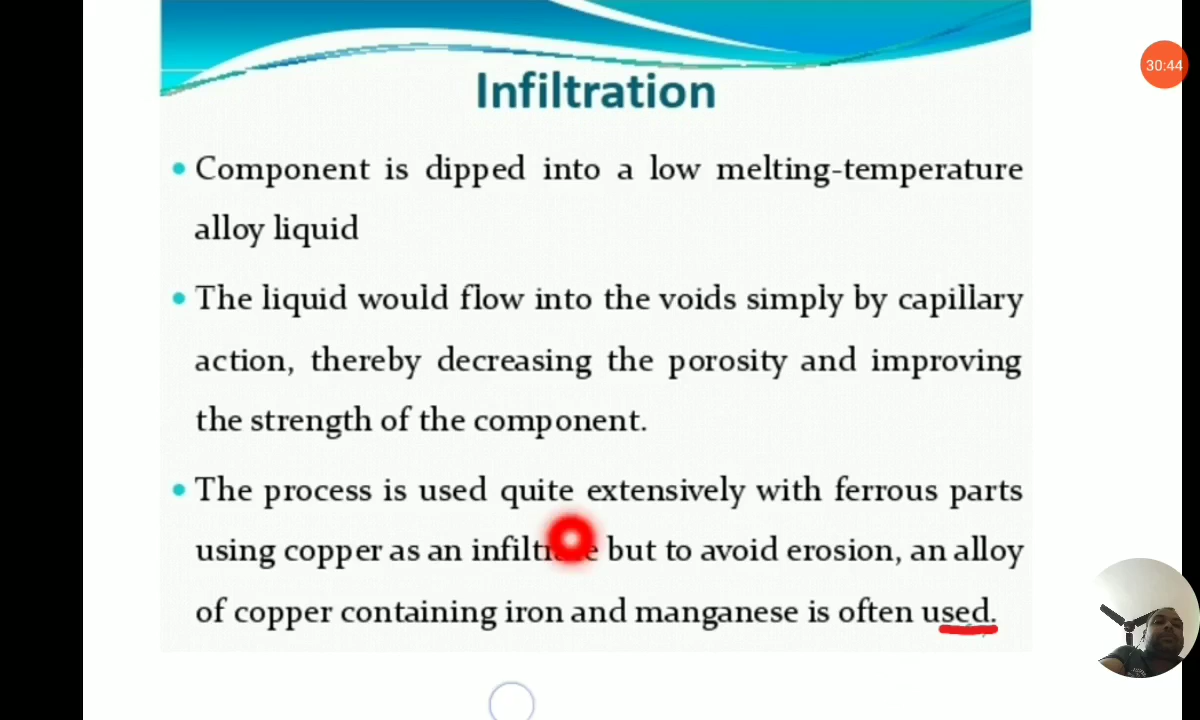 30:44
Infiltration
• Component is dipped into a low melting-temperature
alloy liquid
• The liquid would flow into the voids simply by capillary
action, thereby decreasing the porosity and improving
the strength of the component.
• The process is used quite extensively with ferrous parts
using copper as an but to avoid erosion, an alloy
of copper containing iron and manganese is often used.